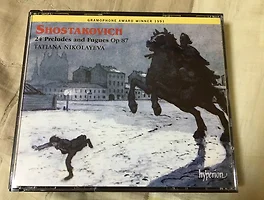 GRAMOPHONE AWARD WINNER 1991
SHOSTAKOVICH
24 Preludes and Fugues Op 87
TATIANA NIKOLAYEVA
hyperion